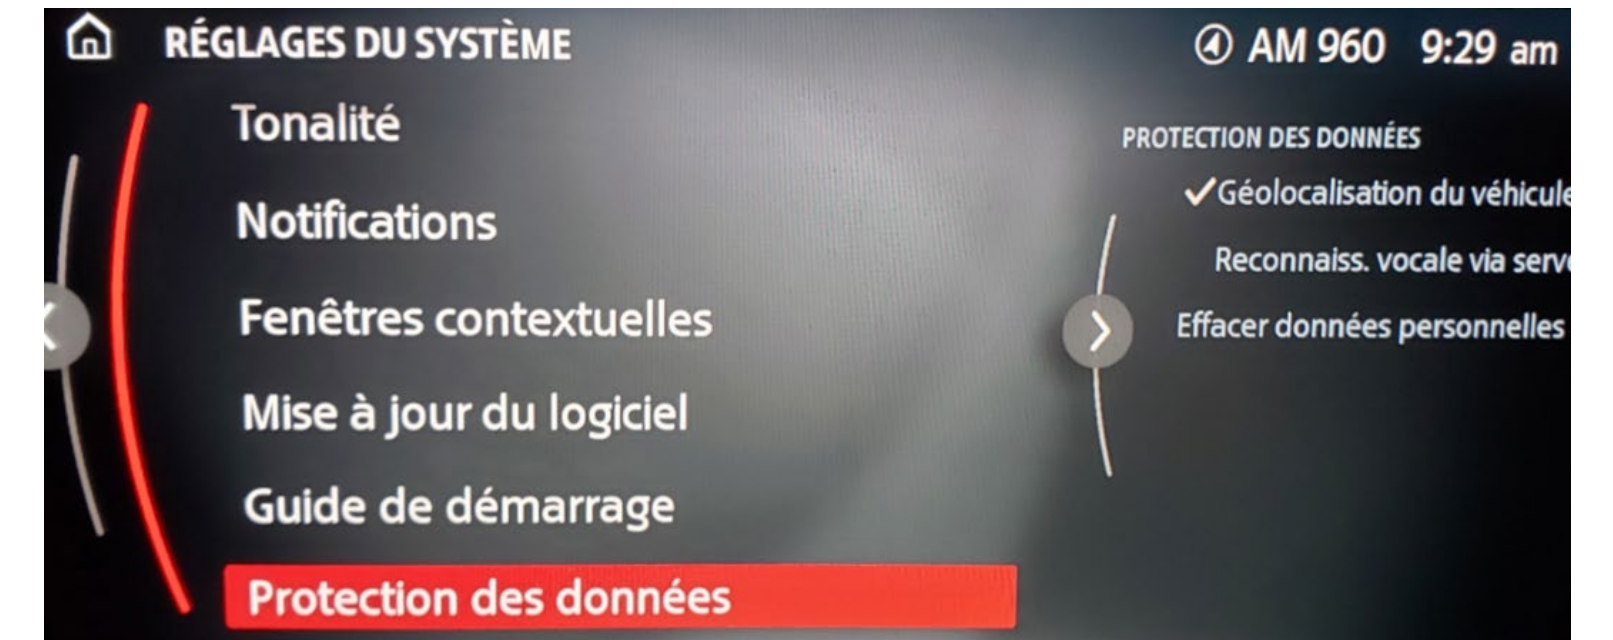 RÉGLAGES DU SYSTÈME
AM 960 9:29 am
Tonalité
Notifications
Fenêtres contextuelles
Mise à jour du logiciel
Guide de démarrage
Protection des données
PROTECTION DES DONNÉES
Géolocalisation du véhicule
Reconnaiss. vocale via
Effacer données personnelles